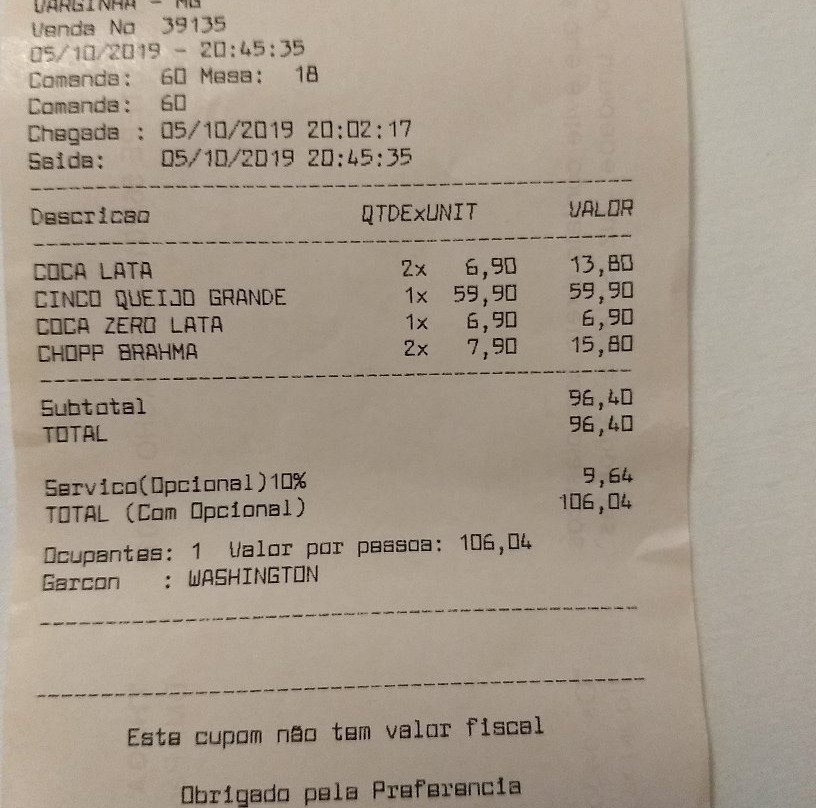 VARGINHA - MG
Venda No 39135
05/10/2019 - 20:45:35
Comanda: 60 Mesa: 18
Comanda: 60
Chegada : 05/10/2019 20:02:17
Saida: 05/10/2019 20:45:35
Descricao QTDExUNIT VALOR
COCA LATA 2x 6,90 13,80
CINCO QUEIJO GRANDE 1x 59,90 59,90
COCA ZERO LATA 1x 6,90 6,90
CHOPP BRAHMA 2x 7,90 15,80
Subtotal 96,40
TOTAL 96,40
Servico(Opcional)10% 9,64
TOTAL (Com Opcional) 106,04
Ocupantes: 1 Valor por pessoa: 106,04
Garcon : WASHINGTON
Este cupom não tem valor fiscal
Obrigado pela Preferencia